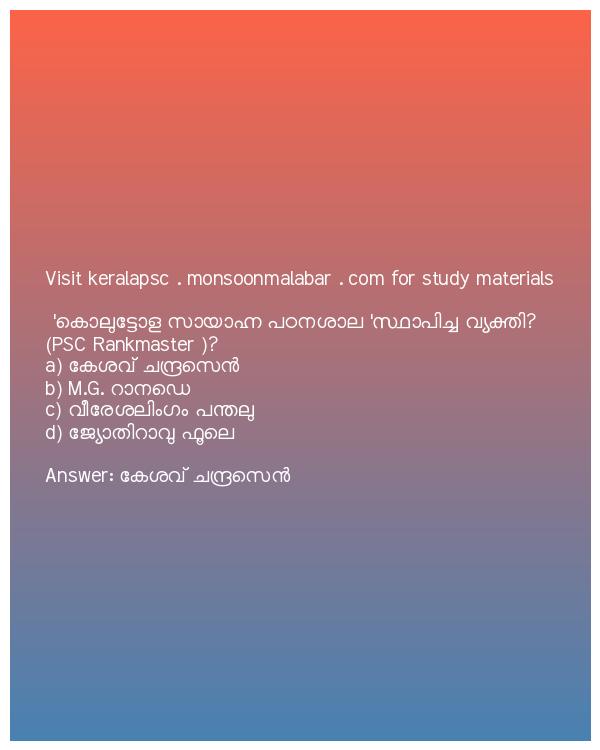 Visit keralapsc . monsoonmalabar . com for study materials
'കൊലുട്ടോള സായാഹ്ന പഠനശാല 'സ്ഥാപിച്ച വ്യക്തി?
(PSC Rankmaster )?
a) കേശവ് ചന്ദ്രസെൻ
b) M.G. റാനഡെ
c) വീരേശലിംഗം പന്തലു
d) ജ്യോതിറാവു ഫൂലെ
Answer: കേശവ് ചന്ദ്രസെൻ